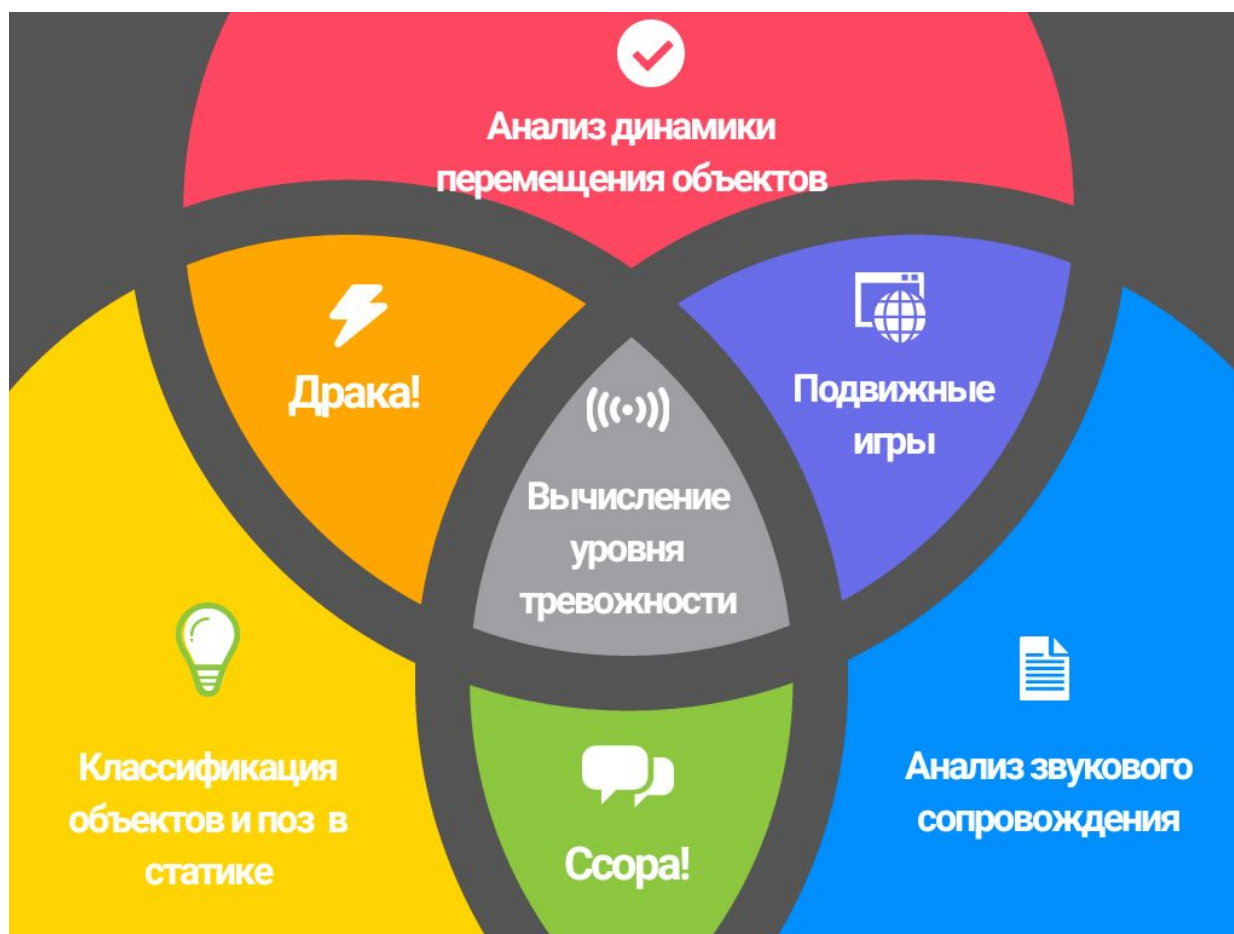 Анализ динамики
перемещения объектов
Драка!
Подвижные
игры
Вычисление
уровня
тревожности
Классификация
объектов и поз в
статике
Анализ звукового
сопровождения
Ссора!